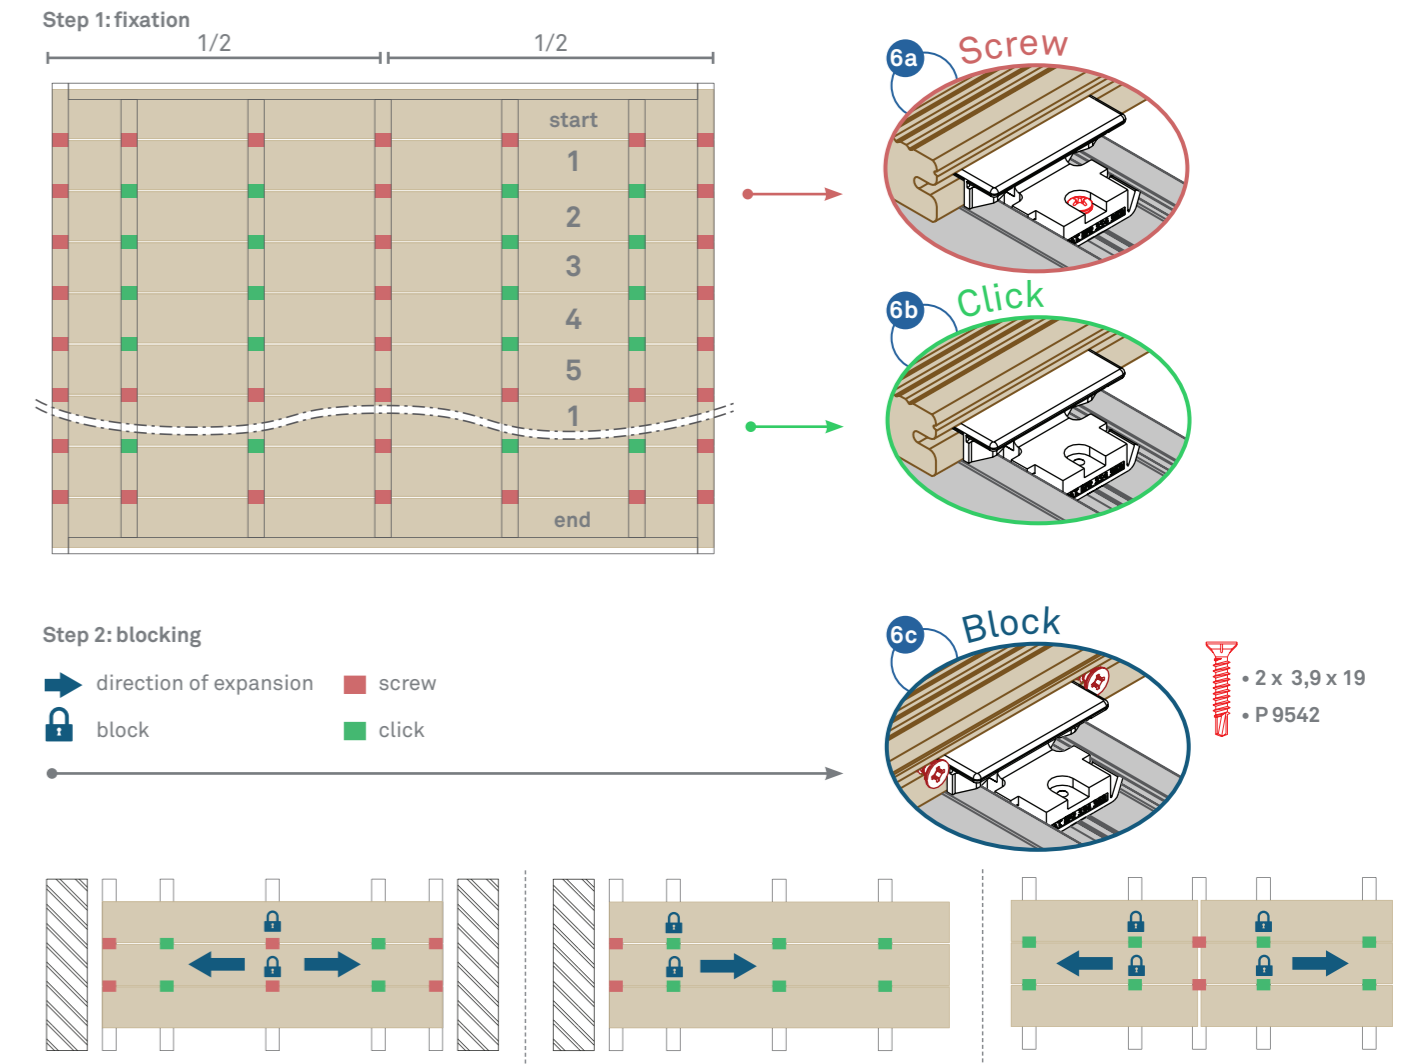 Step 1: fixation
1/2 1/2
start
1
2
3
4
5
1
end
6a Screw
6b Click
Step 2: blocking
direction of expansion screw
block click
6c Block
• 2 x 3,9 x 19
• P 9542